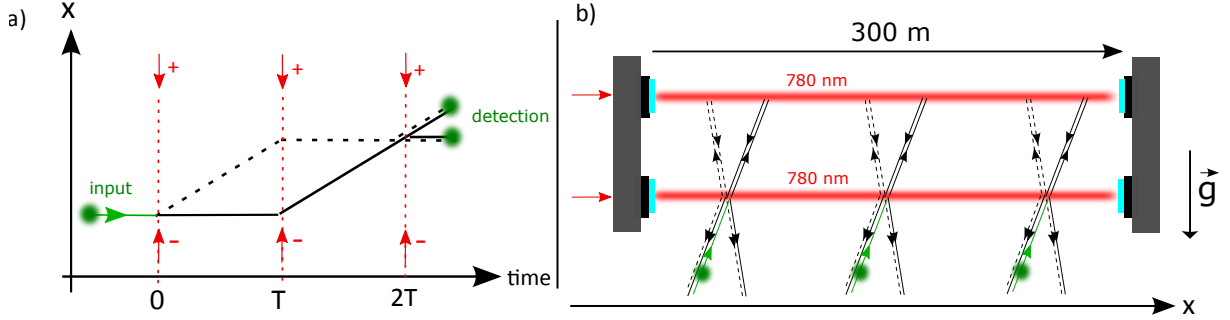 a)
x
+
+
+
detection
input
-
-
-
time
0
T
2T
b)
300 m
780 nm
780 nm
g
x